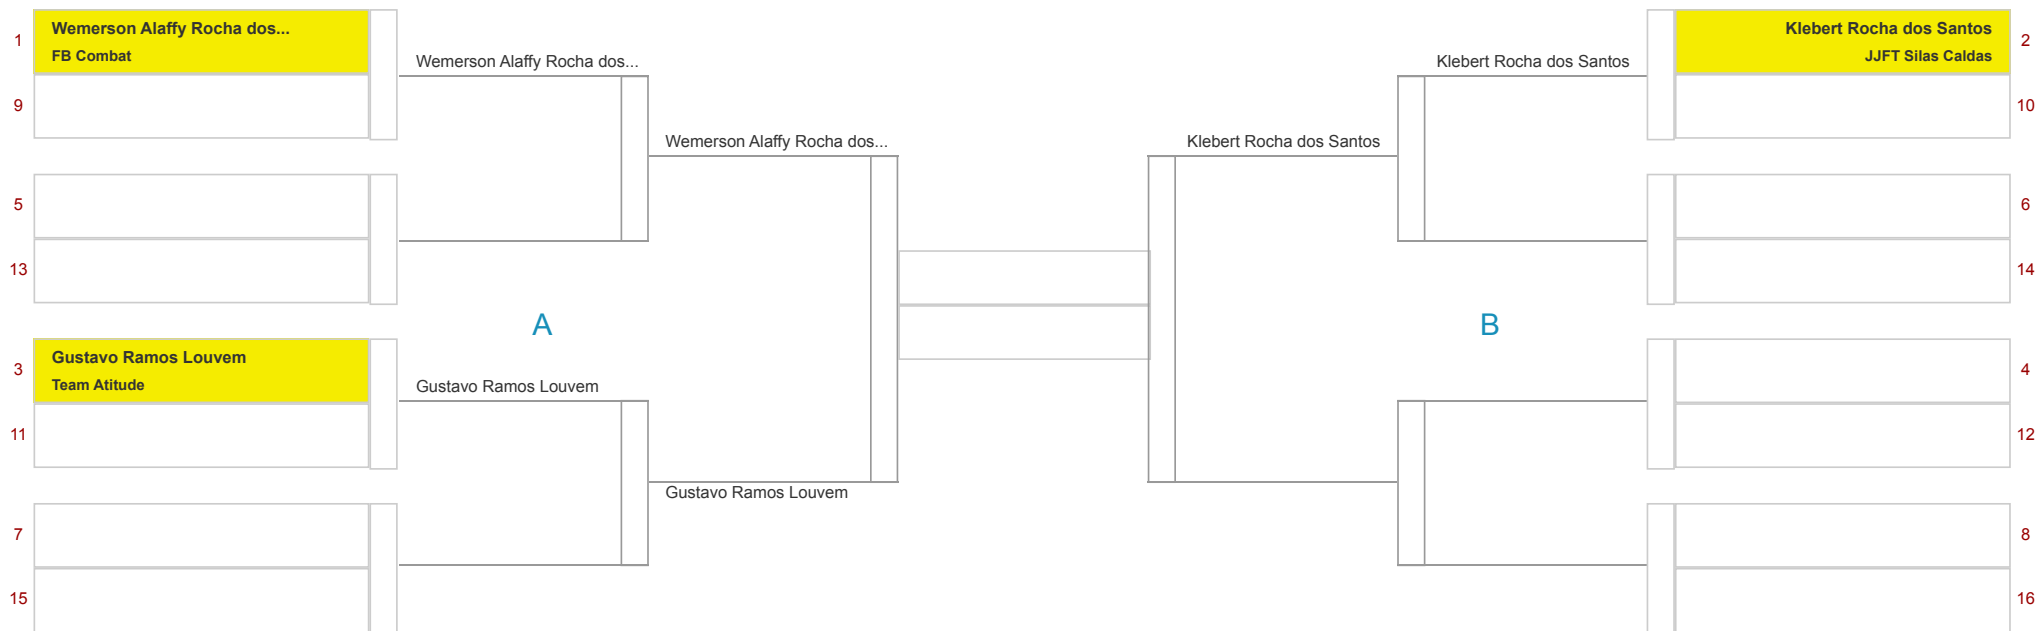 1
Wemerson Alaffy Rocha dos...
FB Combat
9
5
13
3
Gustavo Ramos Louvem
Team Atitude
11
7
15
Wemerson Alaffy Rocha dos...
Gustavo Ramos Louvem
Wemerson Alaffy Rocha dos...
Gustavo Ramos Louvem
A
B
Klebert Rocha dos Santos
Klebert Rocha dos Santos
Klebert Rocha dos Santos
JJFT Silas Caldas
2
10
6
14
4
12
8
16